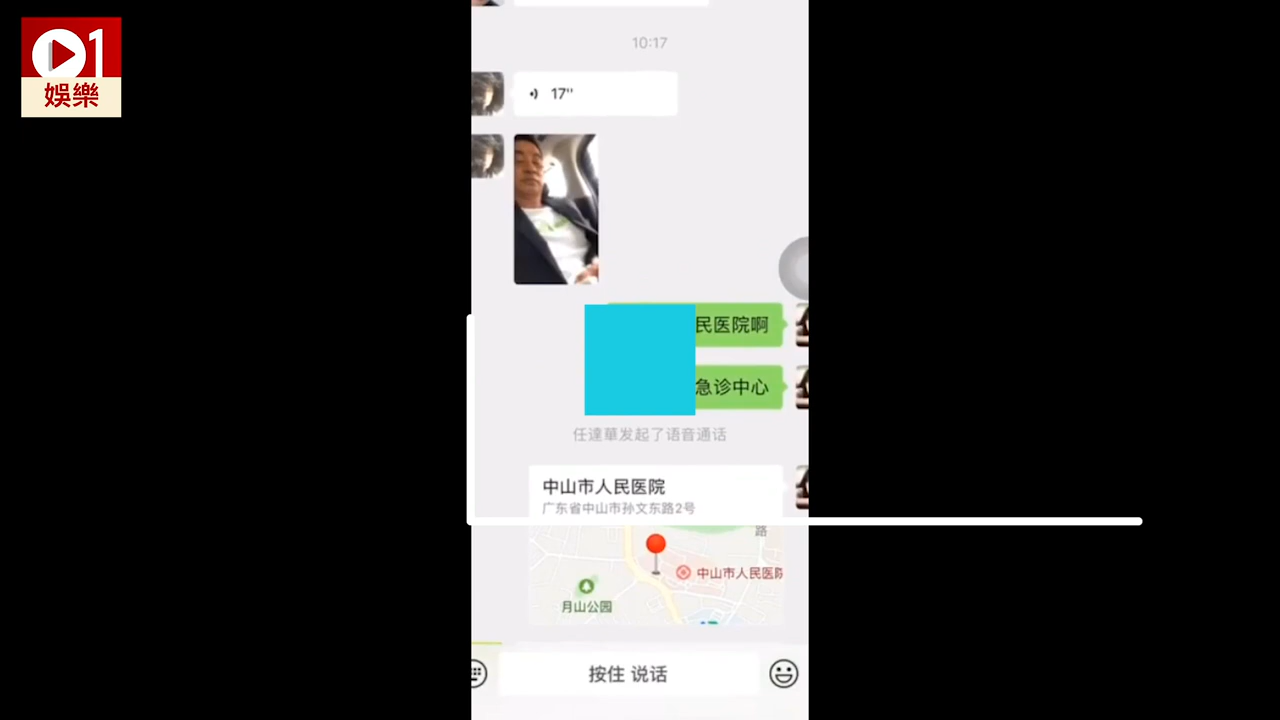 01
娛樂
10:17
17''
民医院啊
急诊中心
任達華发起了语音通话
中山市人民医院
广东省中山市孙文东路2号
路
中山市人民医院
月山公园
按住 说话